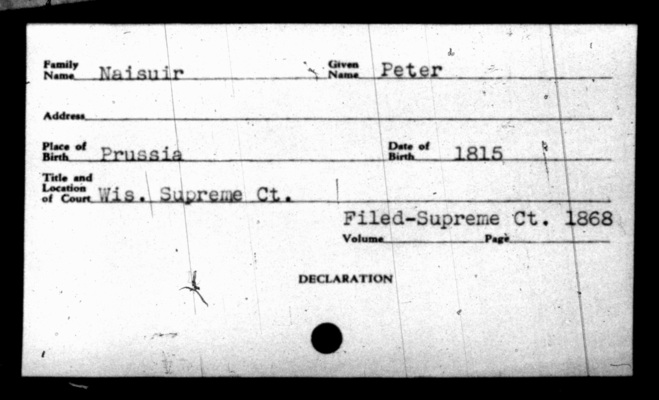 Family Name Naisuir Given Name Peter
Address
Place of Birth Prussia Date of Birth 1815
Title and Location of Court Wis. Supreme Ct.
Filed-Supreme Ct. 1868
Volume Page
DECLARATION